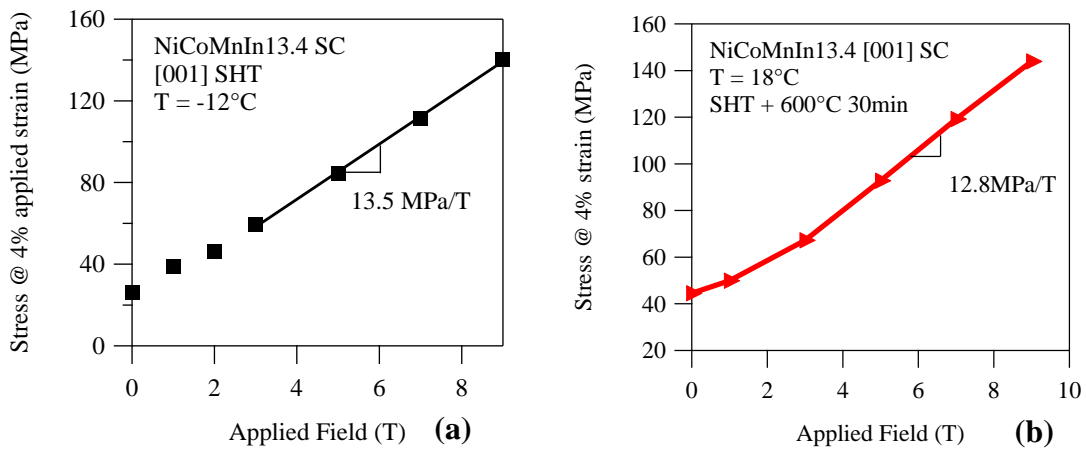 Stress @ 4% applied strain (MPa)
160
120
80
40
0
NiCoMnIn13.4 SC
[001] SHT
T = -12°C
13.5 MPa/T
0
2
4
6
8
Applied Field (T)
(a)
Stress @ 4% strain (MPa)
160
140
120
100
80
60
40
20
NiCoMnIn13.4 [001] SC
T = 18°C
SHT + 600°C 30min
12.8MPa/T
0
2
4
6
8
10
Applied Field (T)
(b)